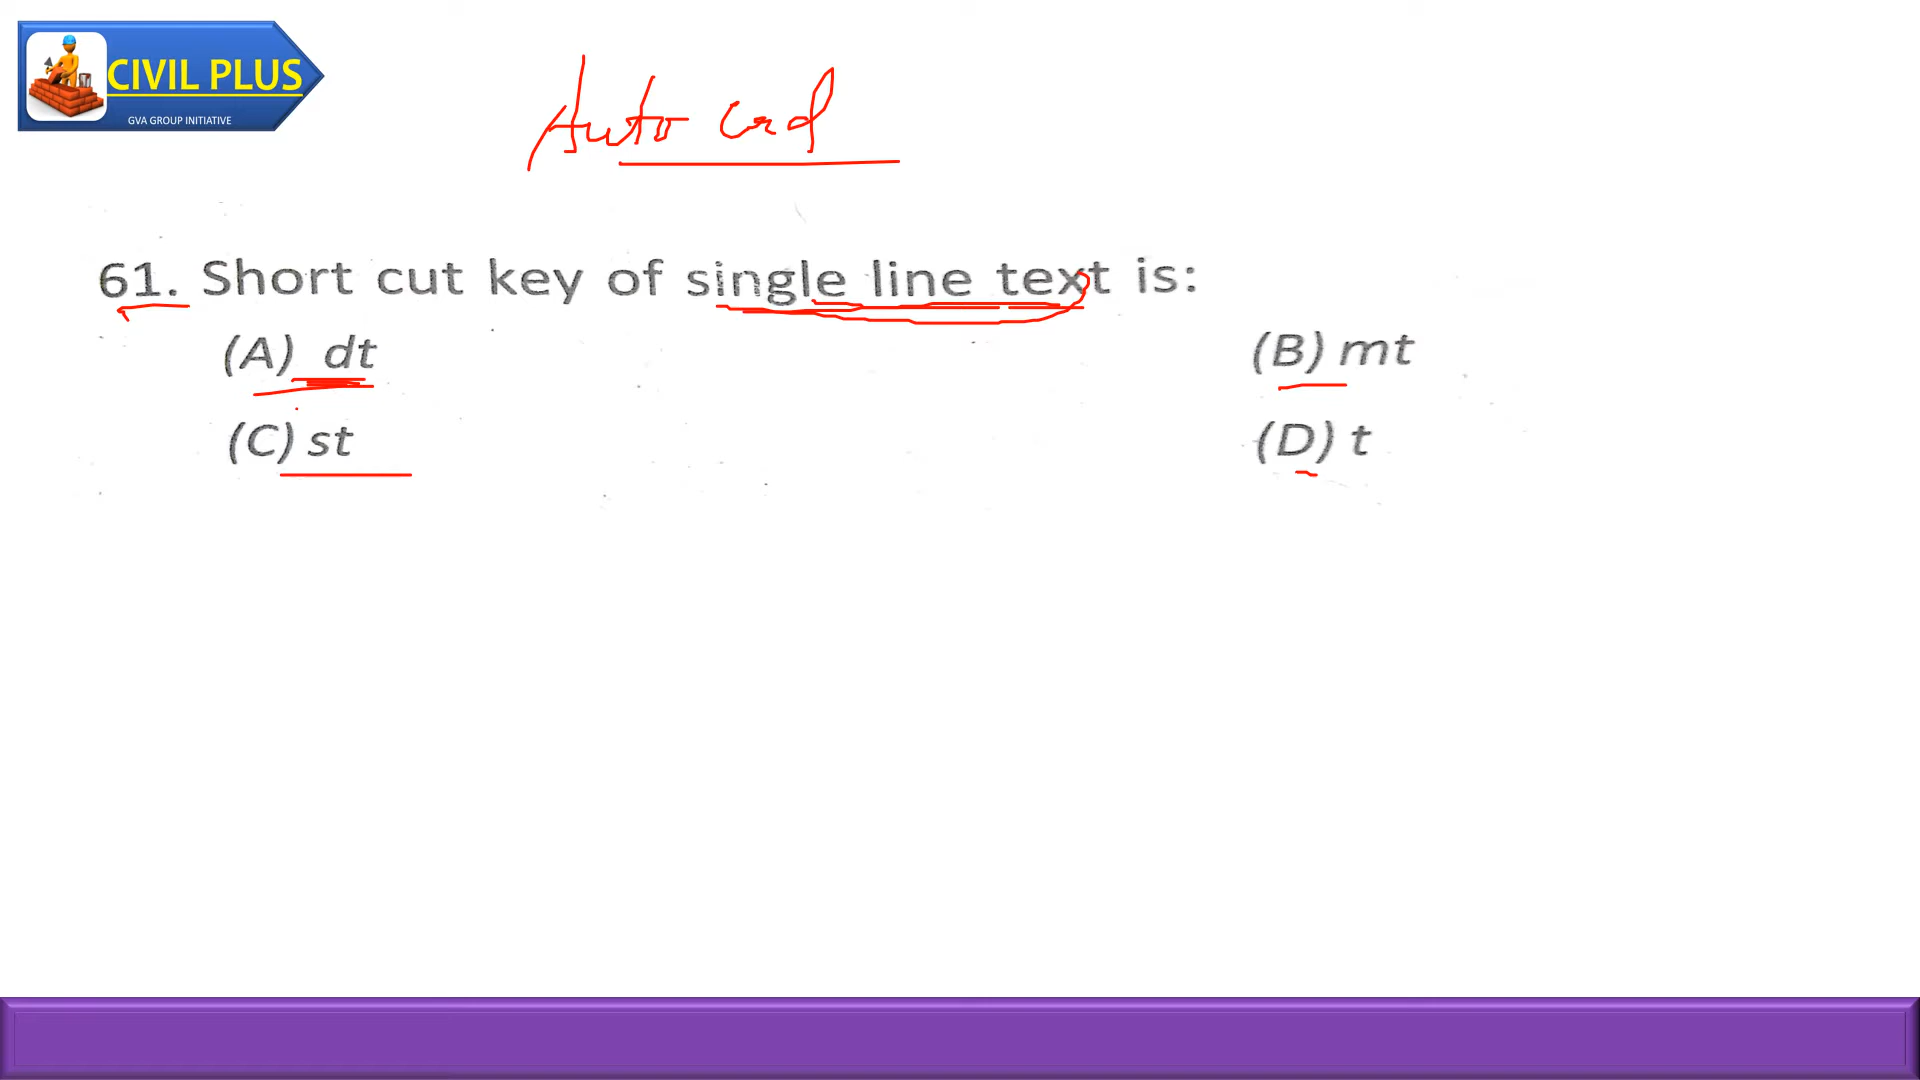 CIVIL PLUS
GVA GROUP INITIATIVE
Auto cad
61. Short cut key of single line text is:
(A) dt
(B) mt
(C) st
(D) t